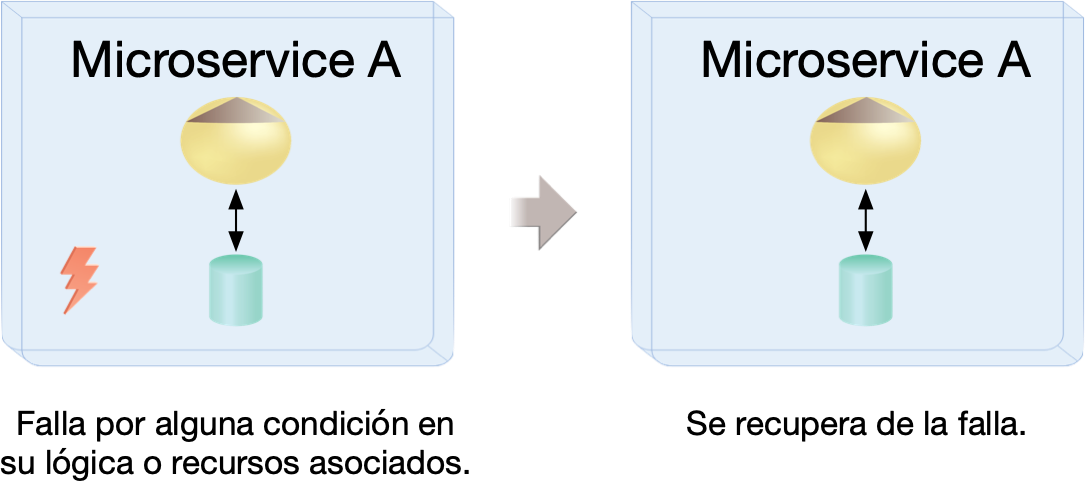 Microservice A
Microservice A
Falla por alguna condición en
su lógica o recursos asociados.
Se recupera de la falla.